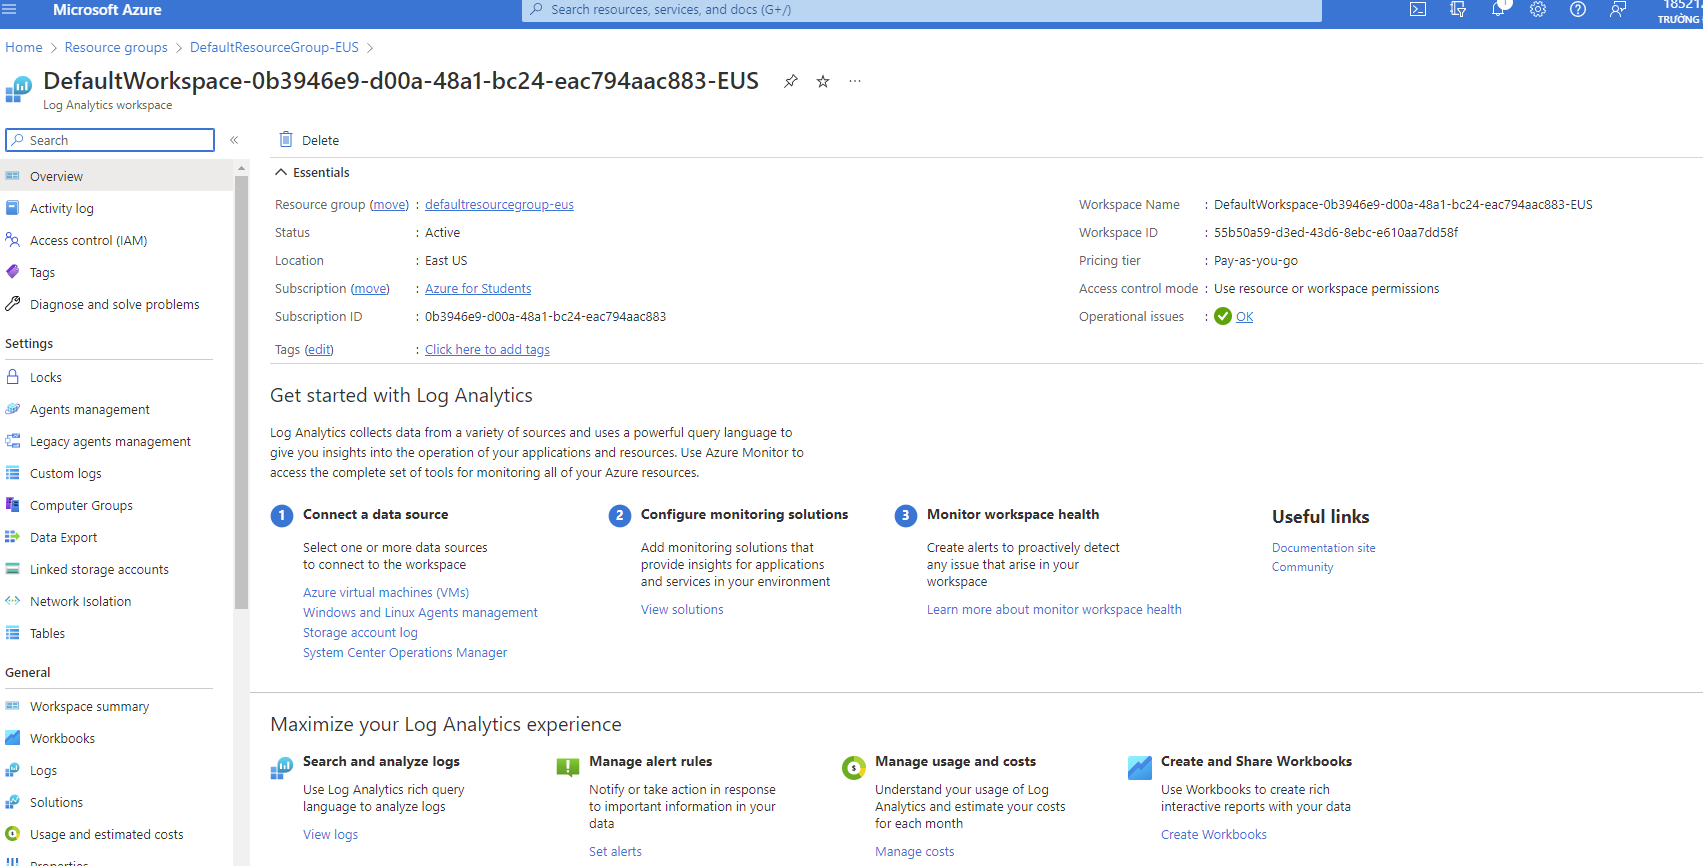 Microsoft Azure
Search resources, services, and docs (G+/)
1
TRƯỜNG
Home > Resource groups > DefaultResourceGroup-EUS >
DefaultWorkspace-0b3946e9-d00a-48a1-bc24-eac794aac883-EUS
Log Analytics workspace
Search
«
Delete
Overview
Activity log
Access control (IAM)
Tags
Diagnose and solve problems
Settings
Locks
Agents management
Legacy agents management
Custom logs
Computer Groups
Data Export
Linked storage accounts
Network Isolation
Tables
General
Workspace summary
Workbooks
Logs
Solutions
Usage and estimated costs
Properties
Essentials
Resource group (move) : defaultresourcegroup-eus
Status : Active
Location : East US
Subscription (move) : Azure for Students
Subscription ID : 0b3946e9-d00a-48a1-bc24-eac794aac883
Tags (edit) : Click here to add tags
Workspace Name : DefaultWorkspace-0b3946e9-d00a-48a1-bc24-eac794aac883-EUS
Workspace ID : 55b50a59-d3ed-43d6-8ebc-e610aa7dd58f
Pricing tier : Pay-as-you-go
Access control mode : Use resource or workspace permissions
Operational issues : OK
Get started with Log Analytics
Log Analytics collects data from a variety of sources and uses a powerful query language to
give you insights into the operation of your applications and resources. Use Azure Monitor to
access the complete set of tools for monitoring all of your Azure resources.
1 Connect a data source
Select one or more data sources
to connect to the workspace
Azure virtual machines (VMs)
Windows and Linux Agents management
Storage account log
System Center Operations Manager
2 Configure monitoring solutions
Add monitoring solutions that
provide insights for applications
and services in your environment
View solutions
3 Monitor workspace health
Create alerts to proactively detect
any issue that arise in your
workspace
Learn more about monitor workspace health
Useful links
Documentation site
Community
Maximize your Log Analytics experience
Search and analyze logs
Use Log Analytics rich query
language to analyze logs
View logs
Manage alert rules
Notify or take action in response
to important information in your
data
Set alerts
Manage usage and costs
Understand your usage of Log
Analytics and estimate your costs
for each month
Manage costs
Create and Share Workbooks
Use Workbooks to create rich
interactive reports with your data
Create Workbooks